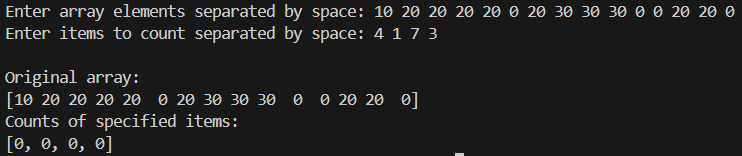 Enter array elements separated by space: 10 20 20 20 20 0 20 30 30 30 0 0 20 20 0
Enter items to count separated by space: 4 1 7 3
Original array:
[10 20 20 20 20  0 20 30 30 30  0  0 20 20  0]
Counts of specified items:
[0, 0, 0, 0]